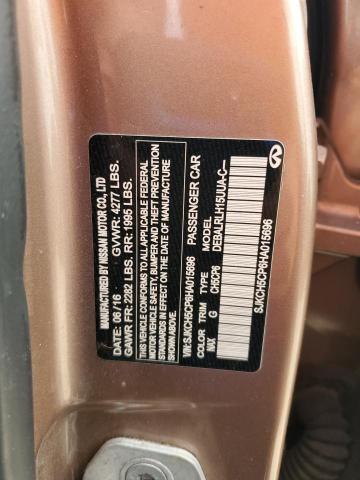 MANUFACTURED BY NISSAN MOTOR CO., LTD
DATE: 06/16 GVWR: 4277 LBS.
GAWR FR: 2282 LBS. RR: 1995 LBS.
THIS VEHICLE CONFORMS TO ALL APPLICABLE FEDERAL
MOTOR VEHICLE SAFETY, BUMPER AND THEFT PREVENTION
STANDARDS IN EFFECT ON THE DATE OF MANUFACTURE
SHOWN ABOVE.
VIN:SJKCH5CP6HA015696 PASSENGER CAR
COLOR TRIM TYPE MODEL
NAX G CH5CP6 DEBALRLH15UUA-C--
SJKCH5CP6HA015696